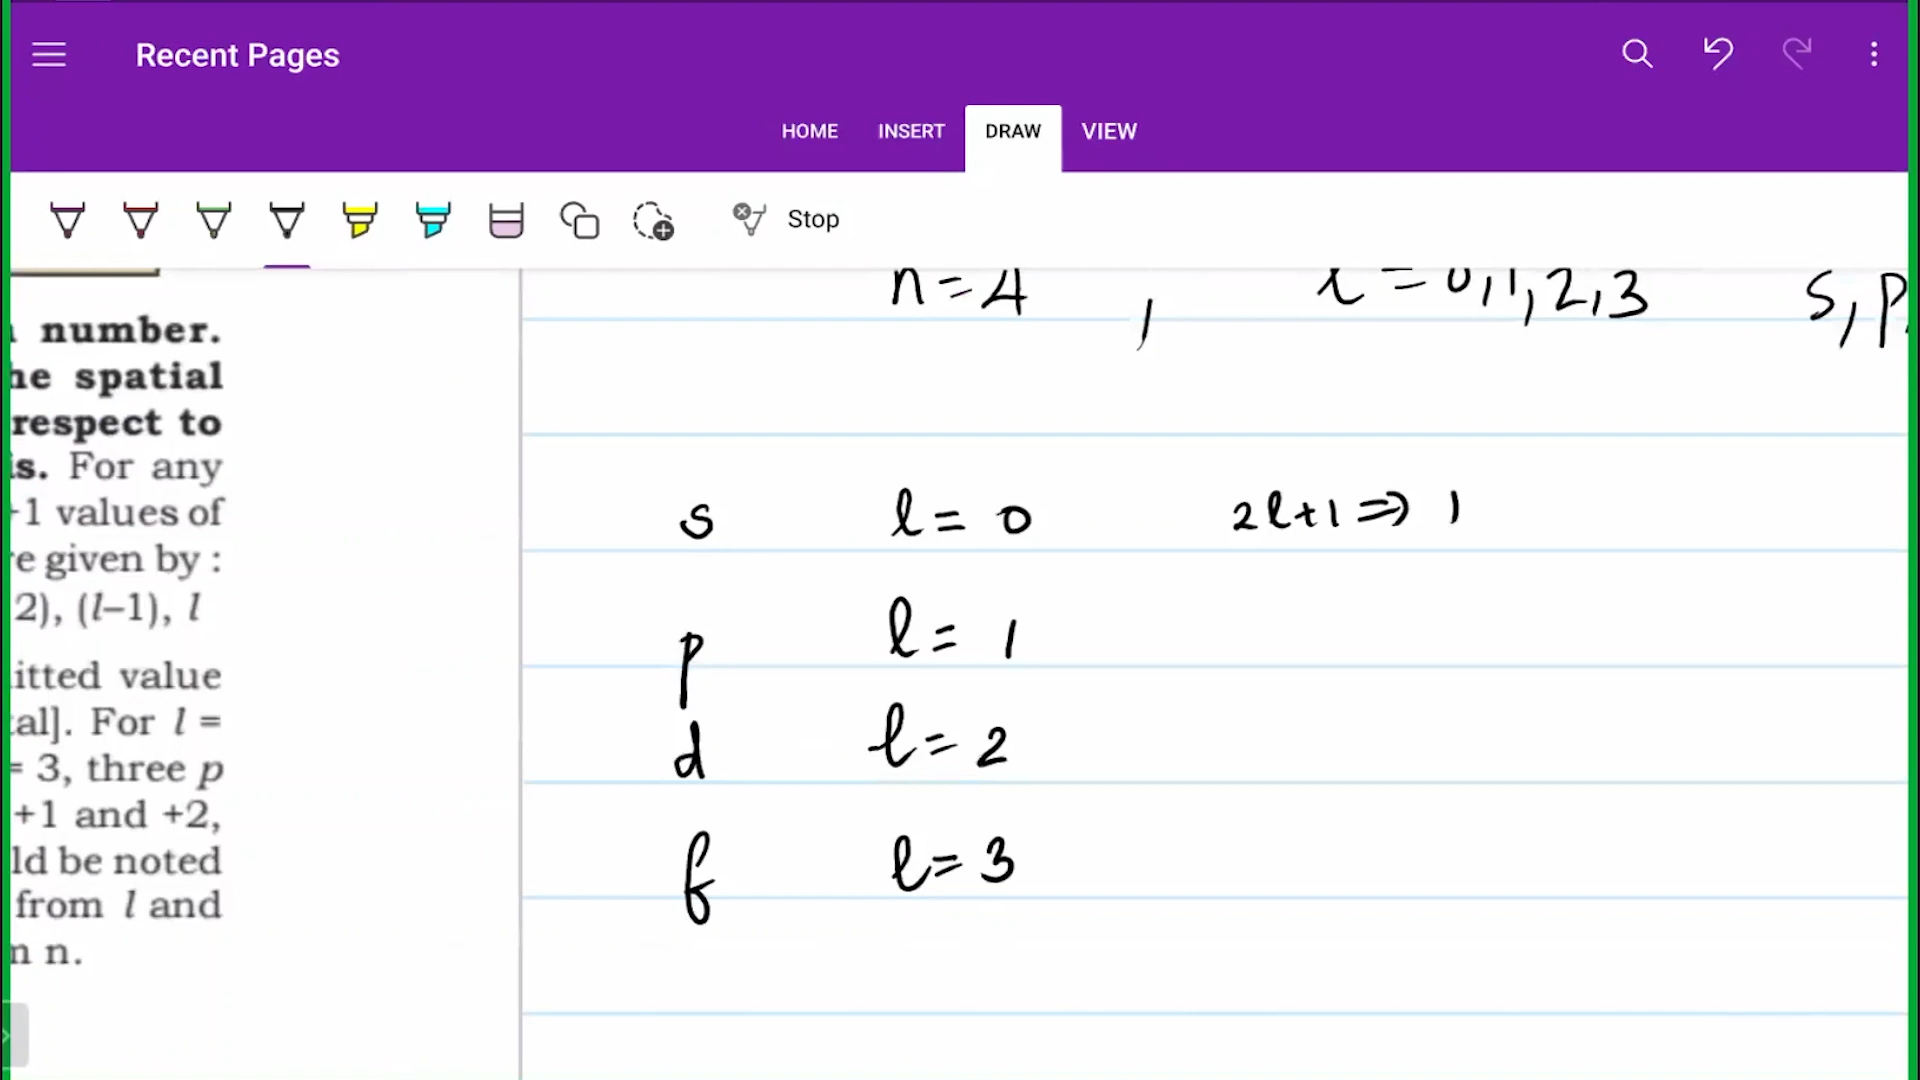 Recent Pages
HOME INSERT DRAW VIEW
Stop
number.
he spatial
respect to
is. For any
+1 values of
e given by :
2), (l–1), l
itted value
tal]. For l =
= 3, three p
+1 and +2,
ld be noted
from l and
n n.
n=4 , l = 0,1,2,3 s, p,
s l = 0 2l+1 ⇒ 1
p l = 1
d l = 2
f l = 3